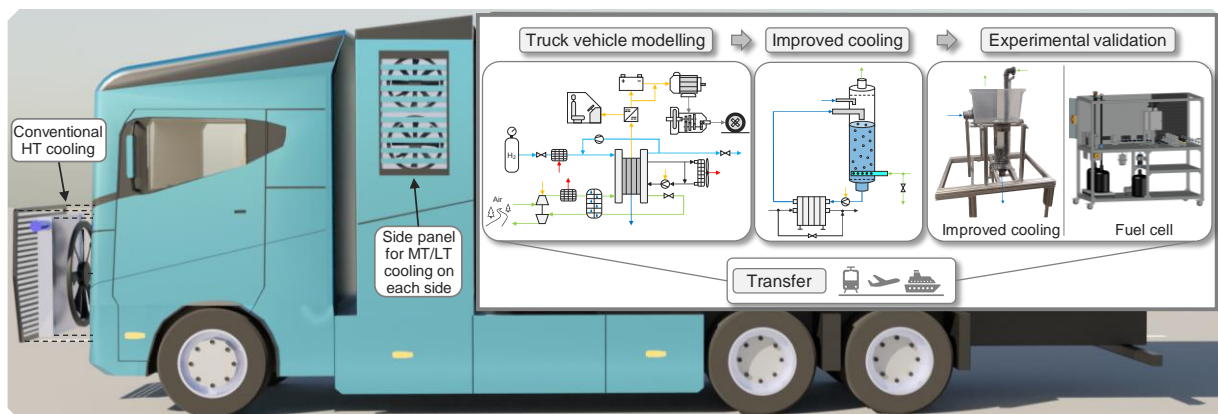 Conventional
HT cooling
Side panel
for MT/LT
cooling on
each side
Truck vehicle modelling
Improved cooling
Experimental validation
H₂
Air
Improved cooling
Fuel cell
Transfer